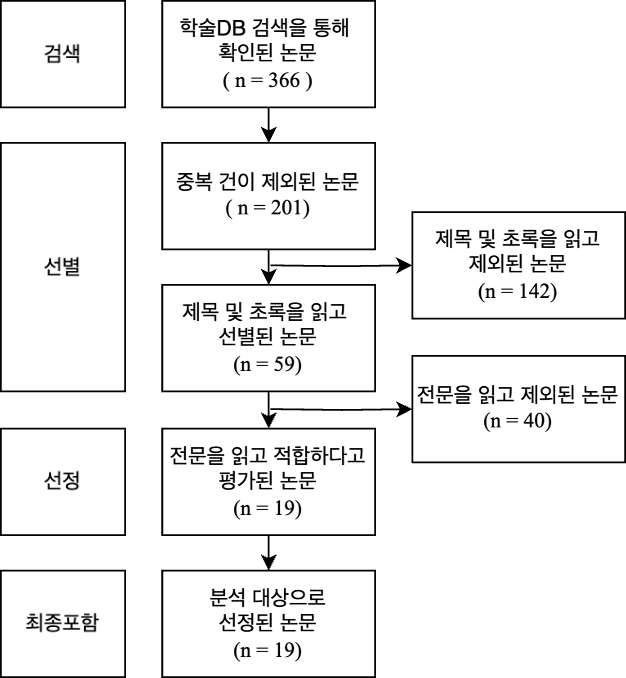 검색
학술DB 검색을 통해
확인된 논문
( n = 366 )
선별
중복 건이 제외된 논문
( n = 201)
제목 및 초록을 읽고
제외된 논문
(n = 142)
제목 및 초록을 읽고
선별된 논문
(n = 59)
전문을 읽고 제외된 논문
(n = 40)
선정
전문을 읽고 적합하다고
평가된 논문
(n = 19)
최종포함
분석 대상으로
선정된 논문
(n = 19)